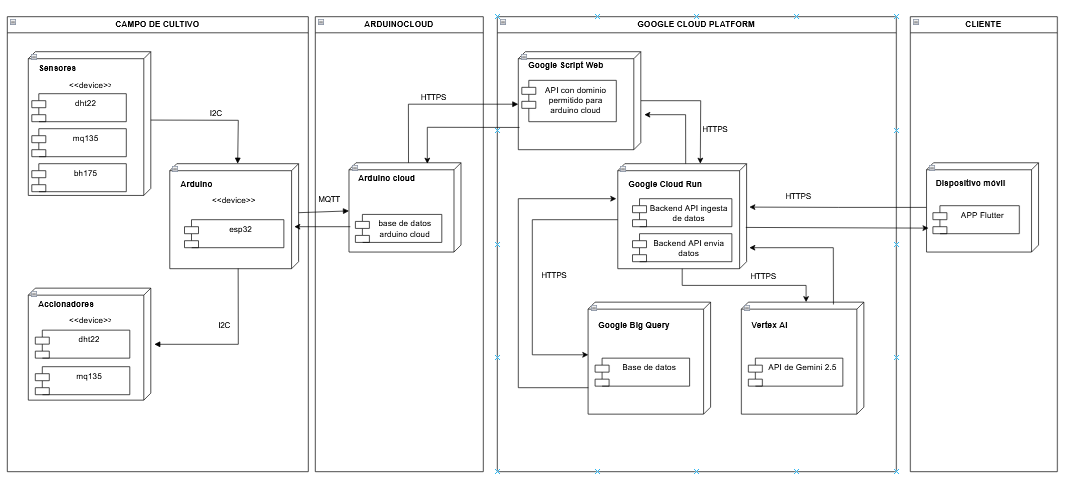 CAMPO DE CULTIVO
Sensores
<<device>>
dht22
mq135
bh175
I2C
Arduino
<<device>>
esp32
I2C
Accionadores
<<device>>
dht22
mq135
ARDUINOCLOUD
HTTPS
MQTT
Arduino cloud
base de datos
arduino cloud
GOOGLE CLOUD PLATFORM
Google Script Web
API con dominio
permitido para
arduino cloud
HTTPS
Google Cloud Run
Backend API ingesta
de datos
Backend API envia
datos
HTTPS
HTTPS
Google Big Query
Base de datos
Vertex AI
API de Gemini 2.5
HTTPS
CLIENTE
Dispositivo móvil
APP Flutter